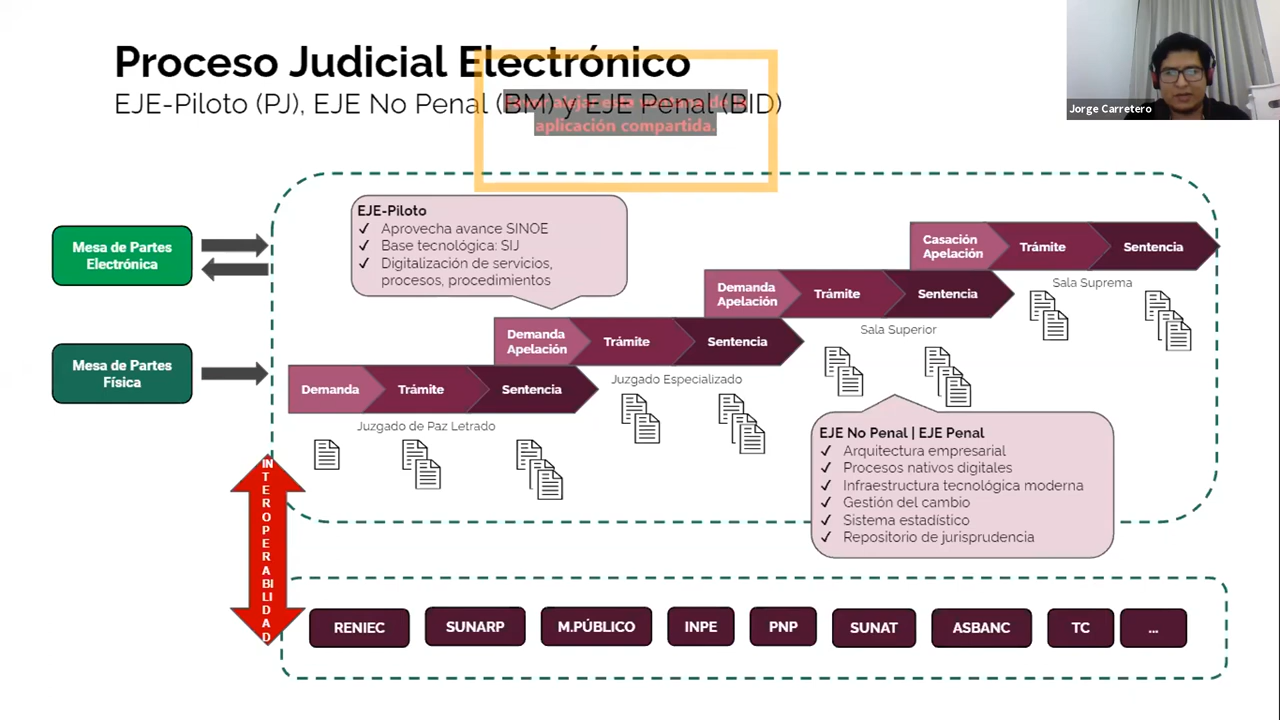 Proceso Judicial Electrónico
EJE-Piloto (PJ), EJE No Penal (BM) y EJE Penal (BID)
aplicación compartida.
Jorge Carretero
Mesa de Partes
Electrónica
Mesa de Partes
Física
EJE-Piloto
✓ Aprovecha avance SINOE
✓ Base tecnológica: SIJ
✓ Digitalización de servicios,
procesos, procedimientos
Casación
Apelación
Trámite
Sentencia
Sala Suprema
Demanda
Apelación
Trámite
Sentencia
Sala Superior
Demanda
Apelación
Trámite
Sentencia
Juzgado Especializado
Demanda
Trámite
Sentencia
Juzgado de Paz Letrado
EJE No Penal | EJE Penal
✓ Arquitectura empresarial
✓ Procesos nativos digitales
✓ Infraestructura tecnológica moderna
✓ Gestión del cambio
✓ Sistema estadístico
✓ Repositorio de jurisprudencia
INTEROPERABILIDAD
RENIEC
SUNARP
M.PÚBLICO
INPE
PNP
SUNAT
ASBANC
TC
...